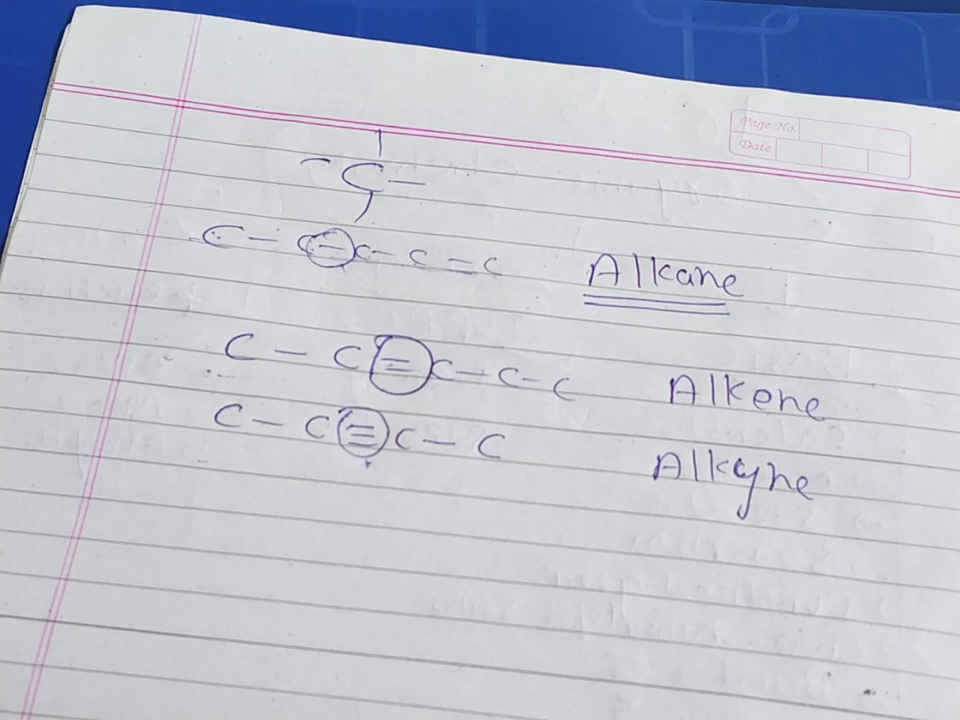 Page No.
Date
– C –
C – C – C – C – C Alkane
C – C = C – C – C Alkene
C – C ≡ C – C Alkyne